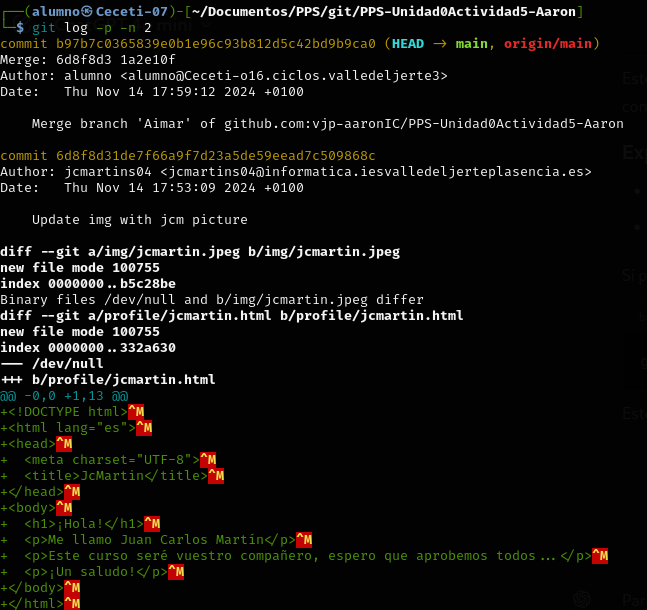 ┌──(alumno㉿Ceceti-07)-[~/Documentos/PPS/git/PPS-Unidad0Actividad5-Aaron]
└─$ git log -p -n 2
commit b97b7c0365839e0b1e96c93b812d5c42bd9b9ca0 (HEAD -> main, origin/main)
Merge: 6d8f8d3 1a2e10f
Author: alumno <alumno@Ceceti-o16.ciclos.valledeljerte3>
Date:   Thu Nov 14 17:59:12 2024 +0100
    Merge branch 'Aimar' of github.com:vjp-aaronIC/PPS-Unidad0Actividad5-Aaron
commit 6d8f8d31de7f66a9f7d23a5de59eead7c509868c
Author: jcmartins04 <jcmartins04@informatica.iesvalledeljerteplasencia.es>
Date:   Thu Nov 14 17:53:09 2024 +0100
    Update img with jcm picture
diff --git a/img/jcmartin.jpeg b/img/jcmartin.jpeg
new file mode 100755
index 0000000..b5c28be
Binary files /dev/null and b/img/jcmartin.jpeg differ
diff --git a/profile/jcmartin.html b/profile/jcmartin.html
new file mode 100755
index 0000000..332a630
--- /dev/null
+++ b/profile/jcmartin.html
@@ -0,0 +1,13 @@
+<!DOCTYPE html>^M
+<html lang="es">^M
+<head>^M
+  <meta charset="UTF-8">^M
+  <title>JcMartin</title>^M
+</head>^M
+<body>^M
+  <h1>¡Hola!</h1>^M
+  <p>Me llamo Juan Carlos Martín</p>^M
+  <p>Este curso seré vuestro compañero, espero que aprobemos todos...</p>^M
+  <p>¡Un saludo!</p>^M
+</body>^M
+</html>^M